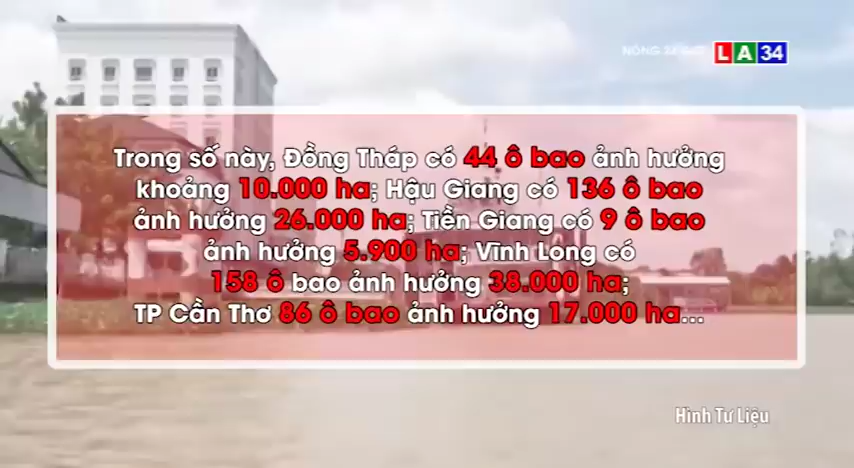 LA34
Trong số này, Đồng Tháp có 44 ô bao ảnh hưởng
khoảng 10.000 ha; Hậu Giang có 136 ô bao
ảnh hưởng 26.000 ha; Tiền Giang có 9 ô bao
ảnh hưởng 5.900 ha; Vĩnh Long có
158 ô bao ảnh hưởng 38.000 ha;
TP Cần Thơ 86 ô bao ảnh hưởng 17.000 ha...
Hình Tư Liệu